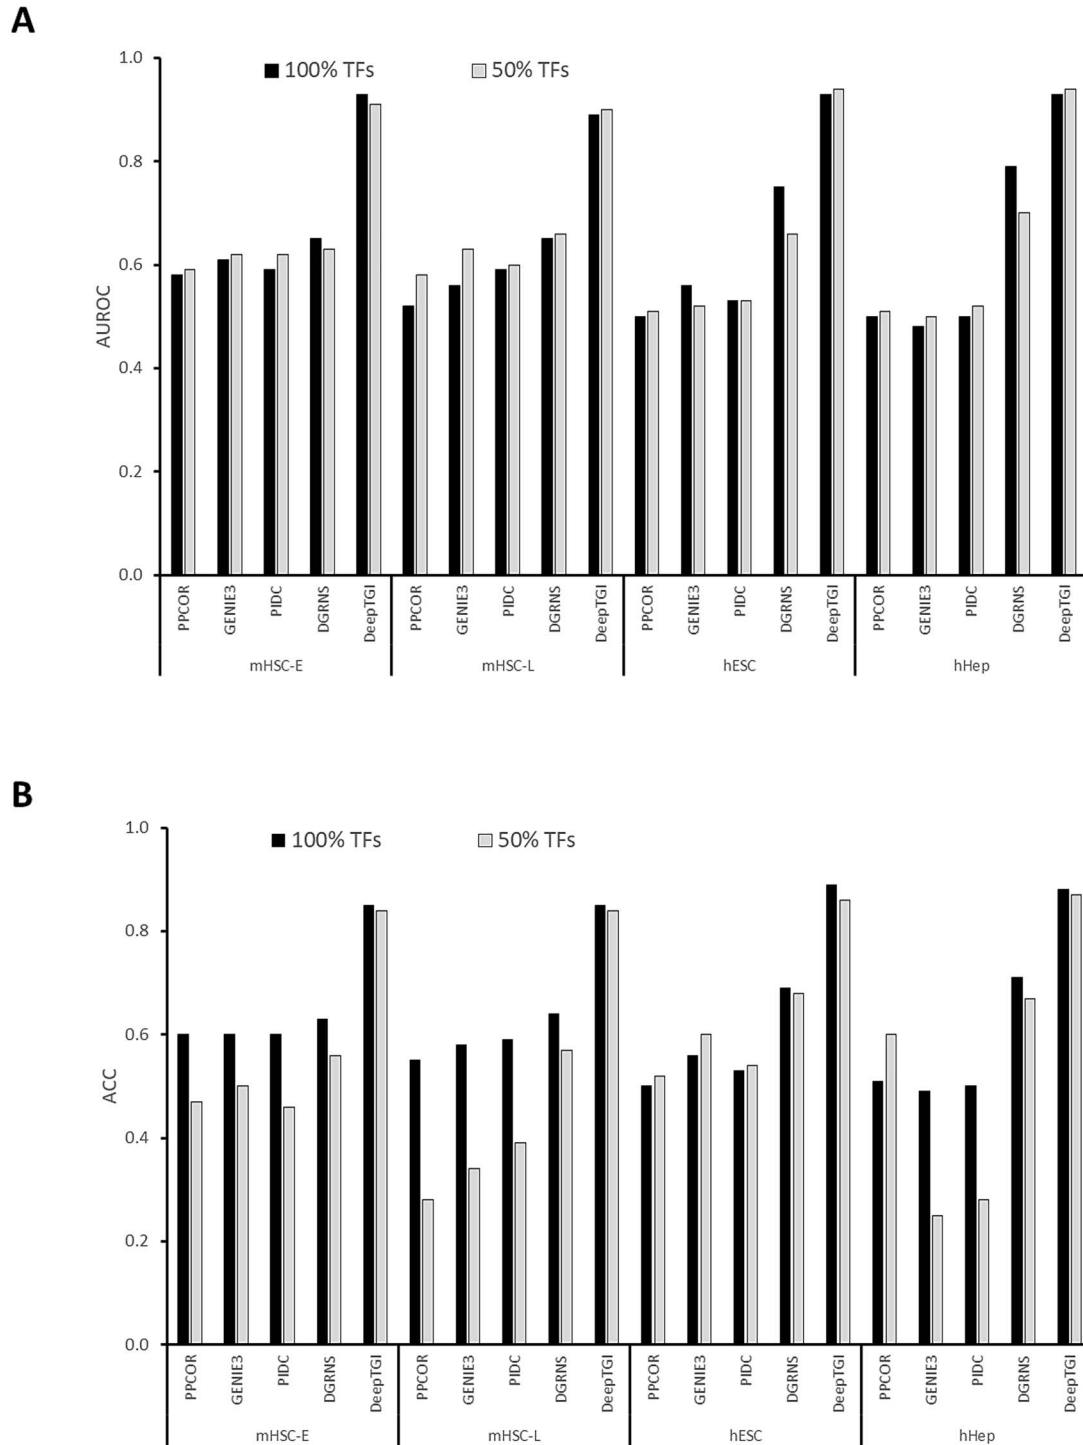 A
1.0
100% TFs 50% TFs
0.8
0.6
AUROC
0.4
0.2
0.0
PPCOR GENIE3 PIDC DGRNS DeepTGI PPCOR GENIE3 PIDC DGRNS DeepTGI PPCOR GENIE3 PIDC DGRNS DeepTGI PPCOR GENIE3 PIDC DGRNS DeepTGI
mHSC-E mHSC-L hESC hHep
B
1.0
100% TFs 50% TFs
0.8
0.6
ACC
0.4
0.2
0.0
PPCOR GENIE3 PIDC DGRNS DeepTGI PPCOR GENIE3 PIDC DGRNS DeepTGI PPCOR GENIE3 PIDC DGRNS DeepTGI PPCOR GENIE3 PIDC DGRNS DeepTGI
mHSC-E mHSC-L hESC hHep